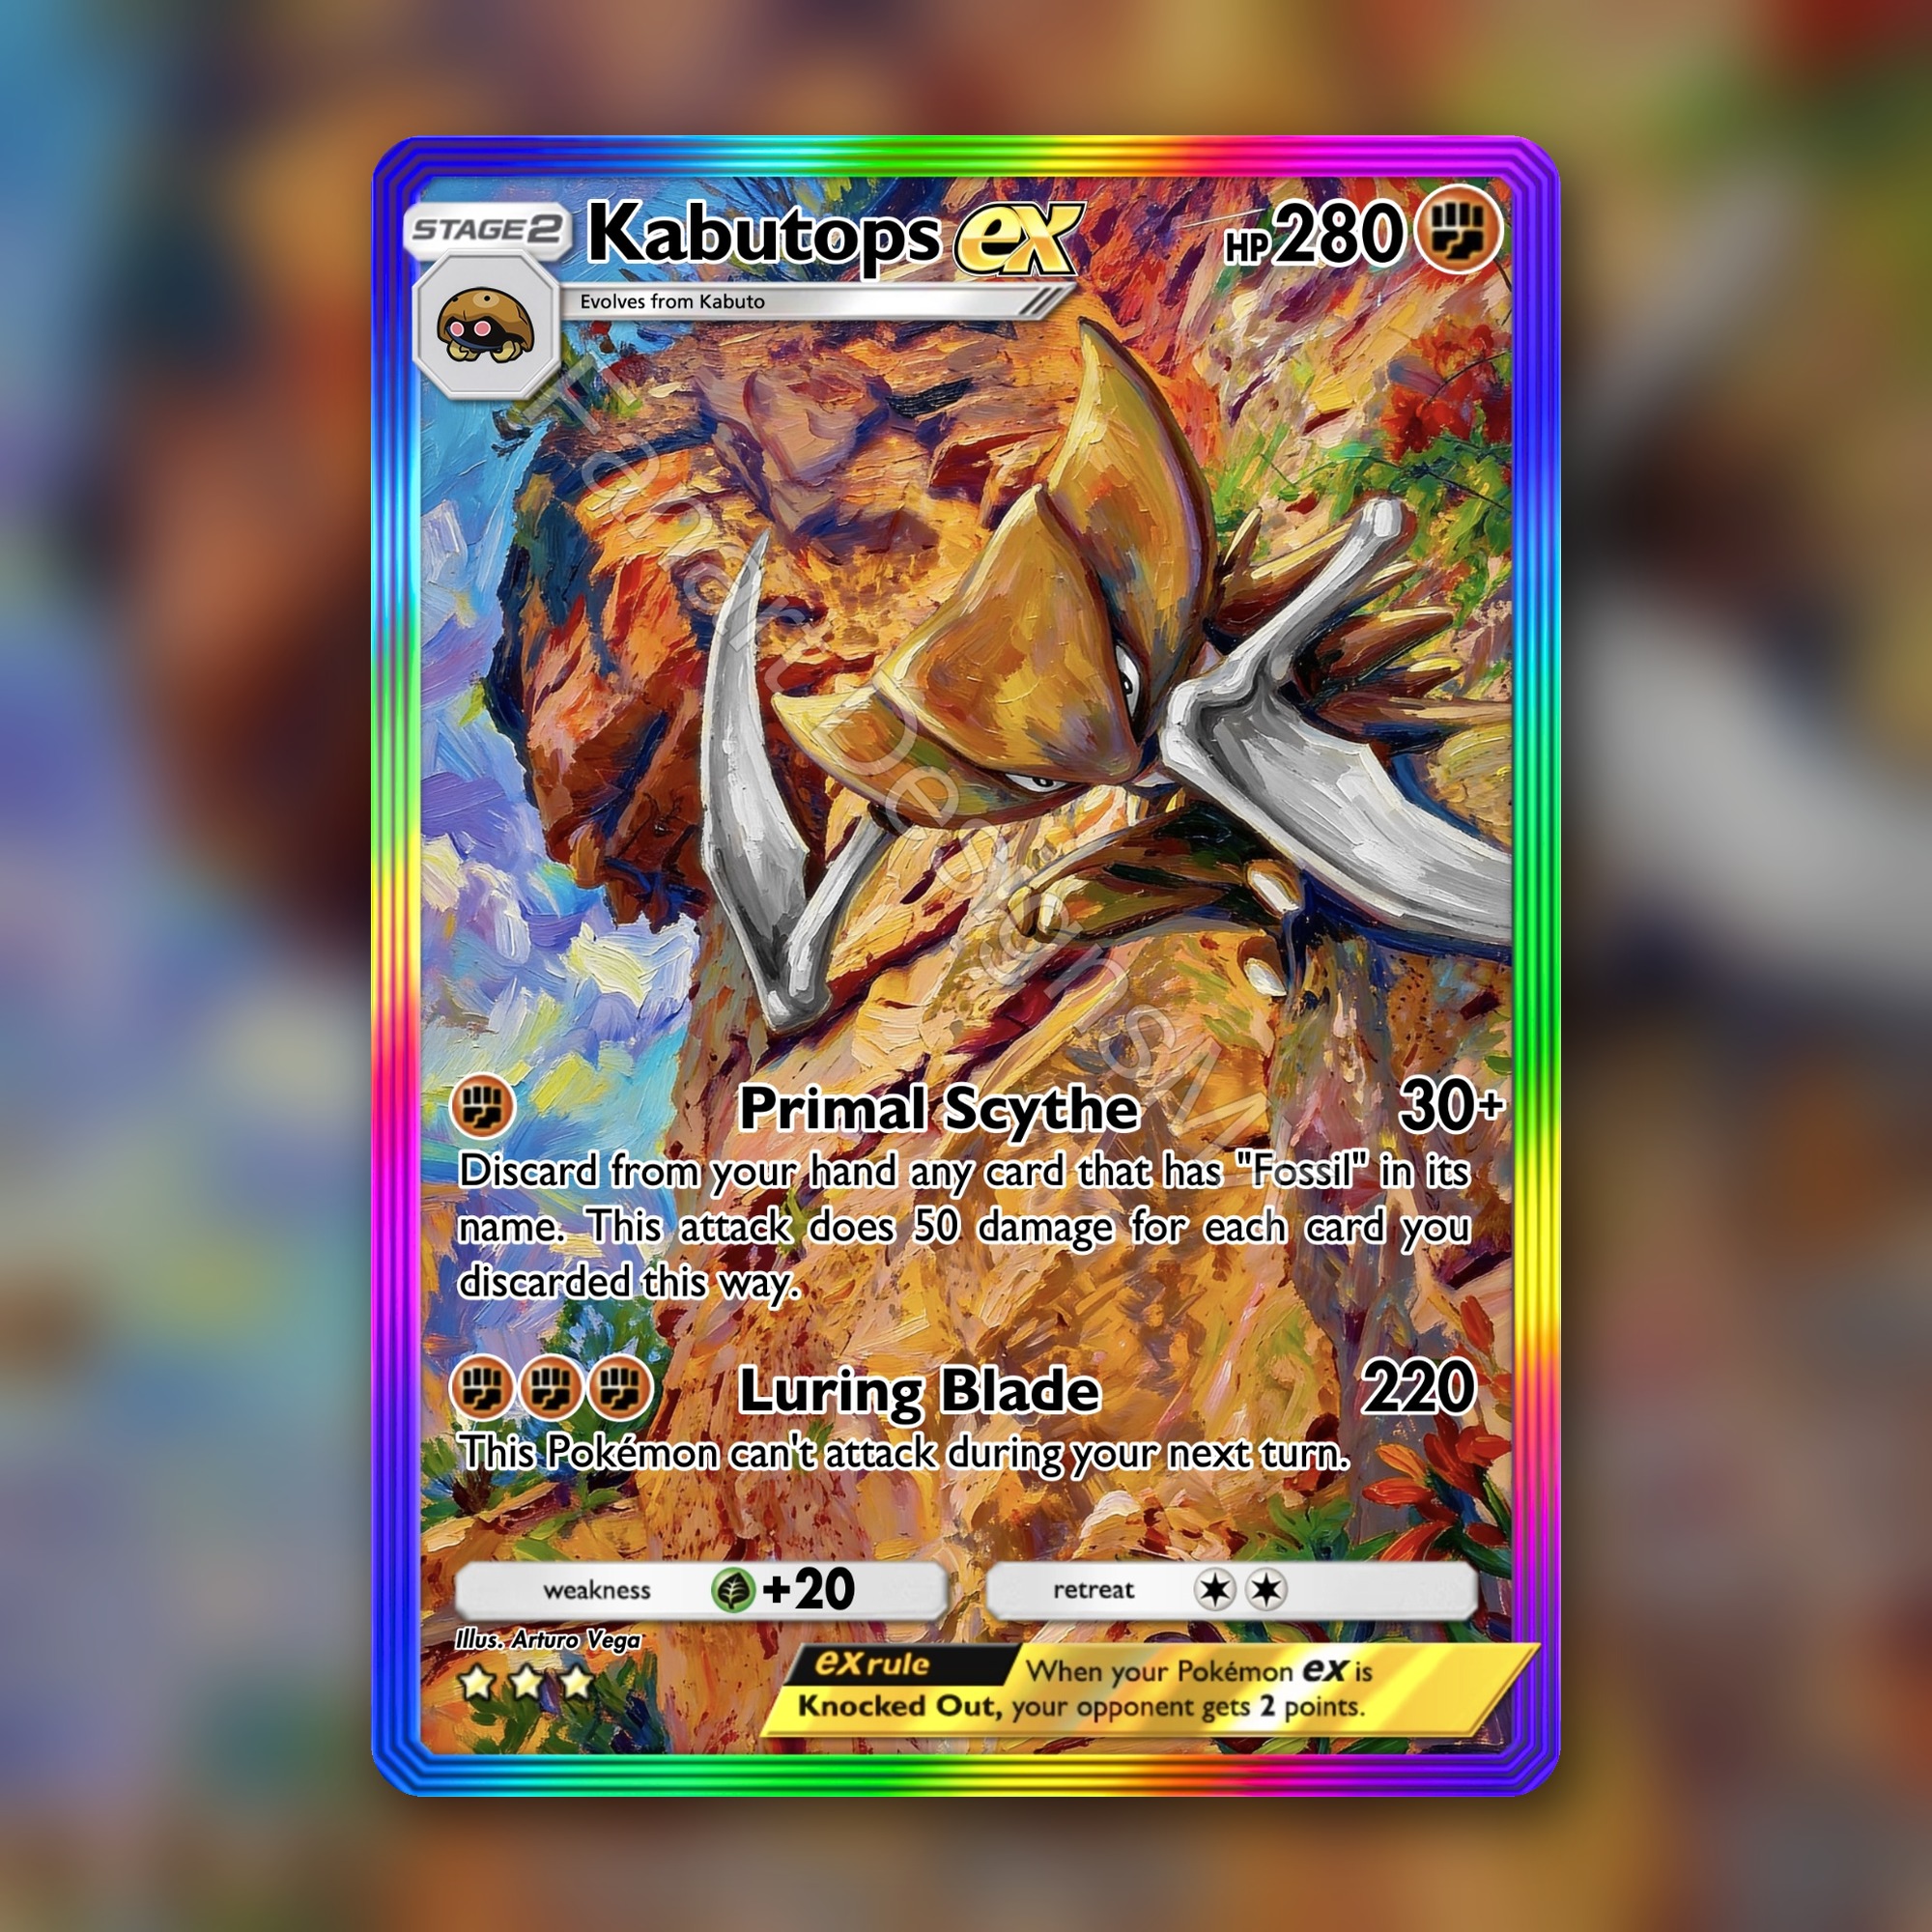 STAGE2
Kabutops ex
HP 280
Evolves from Kabuto
Primal Scythe 30+
Discard from your hand any card that has "Fossil" in its
name. This attack does 50 damage for each card you
discarded this way.
Luring Blade 220
This Pokémon can't attack during your next turn.
weakness +20
retreat
Illus. Arturo Vega
ex rule When your Pokémon ex is
Knocked Out, your opponent gets 2 points.